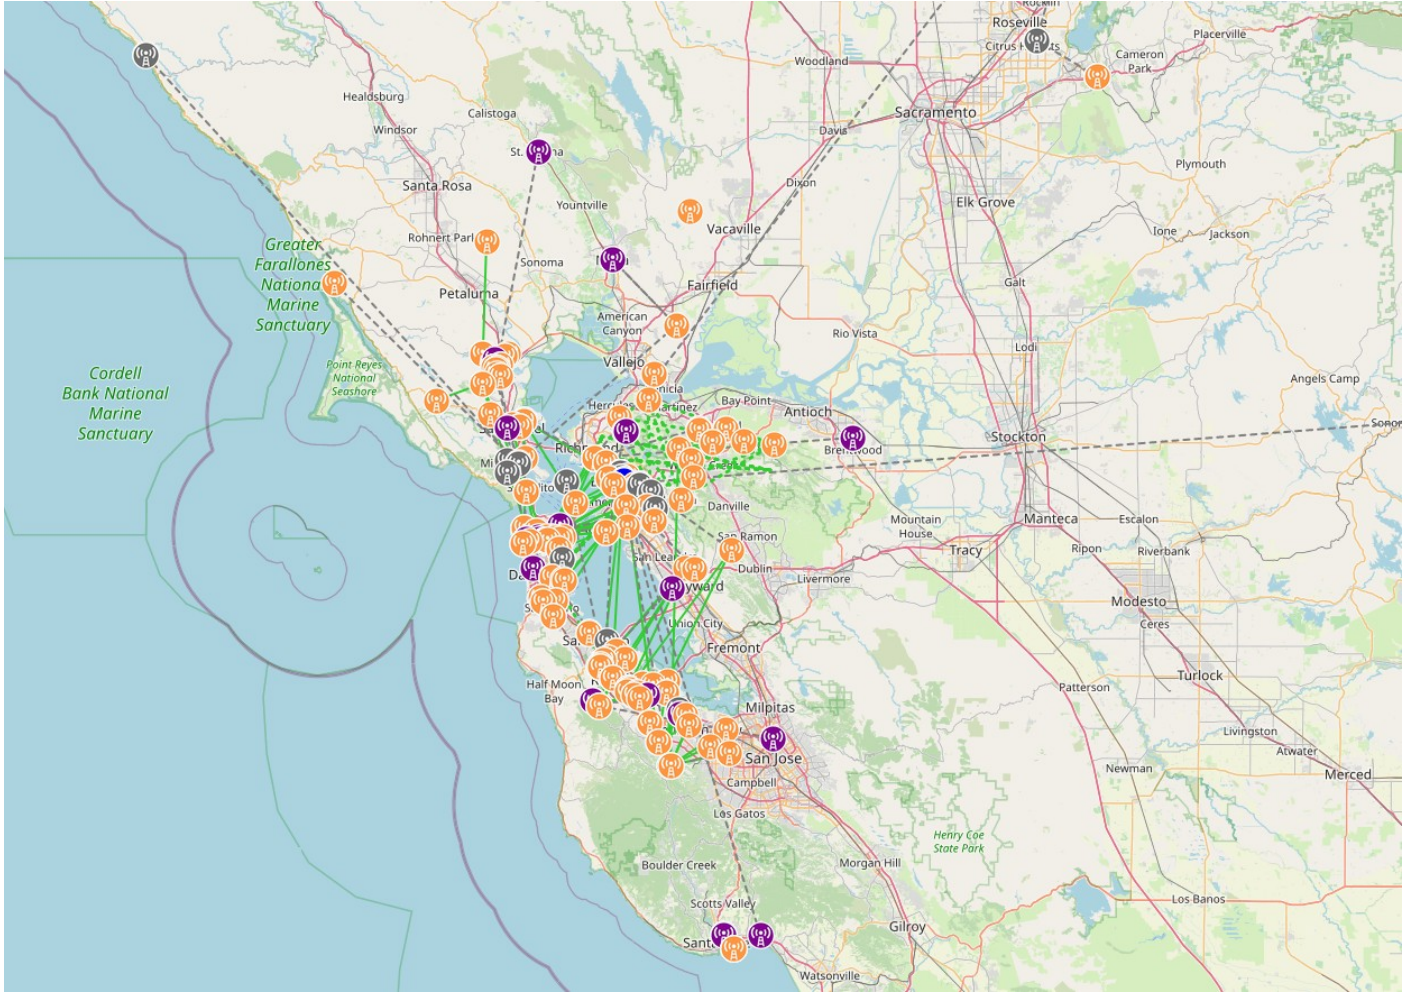 Rocklin
Roseville
Placerville
Citrus Heights
Cameron
Park
Woodland
Healdsburg
Calistoga
Sacramento
Windsor
Davis
Plymouth
Santa Rosa
Dixon
Elk Grove
Yountville
Vacaville
Ione
Jackson
Rohnert Park
Greater
Farallones
National
Marine
Sanctuary
Sonoma
Galt
Petaluma
Fairfield
American
Canyon
Rio Vista
Lodi
Point Reyes
National
Seashore
Vallejo
Cordell
Bank National
Marine
Sanctuary
Angels Camp
Bay Point
Antioch
Sonora
Stockton
Brentwood
Danville
Mountain
House
Manteca
Escalon
San Ramon
Tracy
Ripon
Riverbank
Dublin
Livermore
Modesto
Ceres
Union City
Fremont
Turlock
Half Moon
Bay
Patterson
Milpitas
Livingston
Atwater
San Jose
Newman
Merced
Campbell
Los Gatos
Henry Coe
State Park
Boulder Creek
Morgan Hill
Scotts Valley
Los Banos
Gilroy
Watsonville